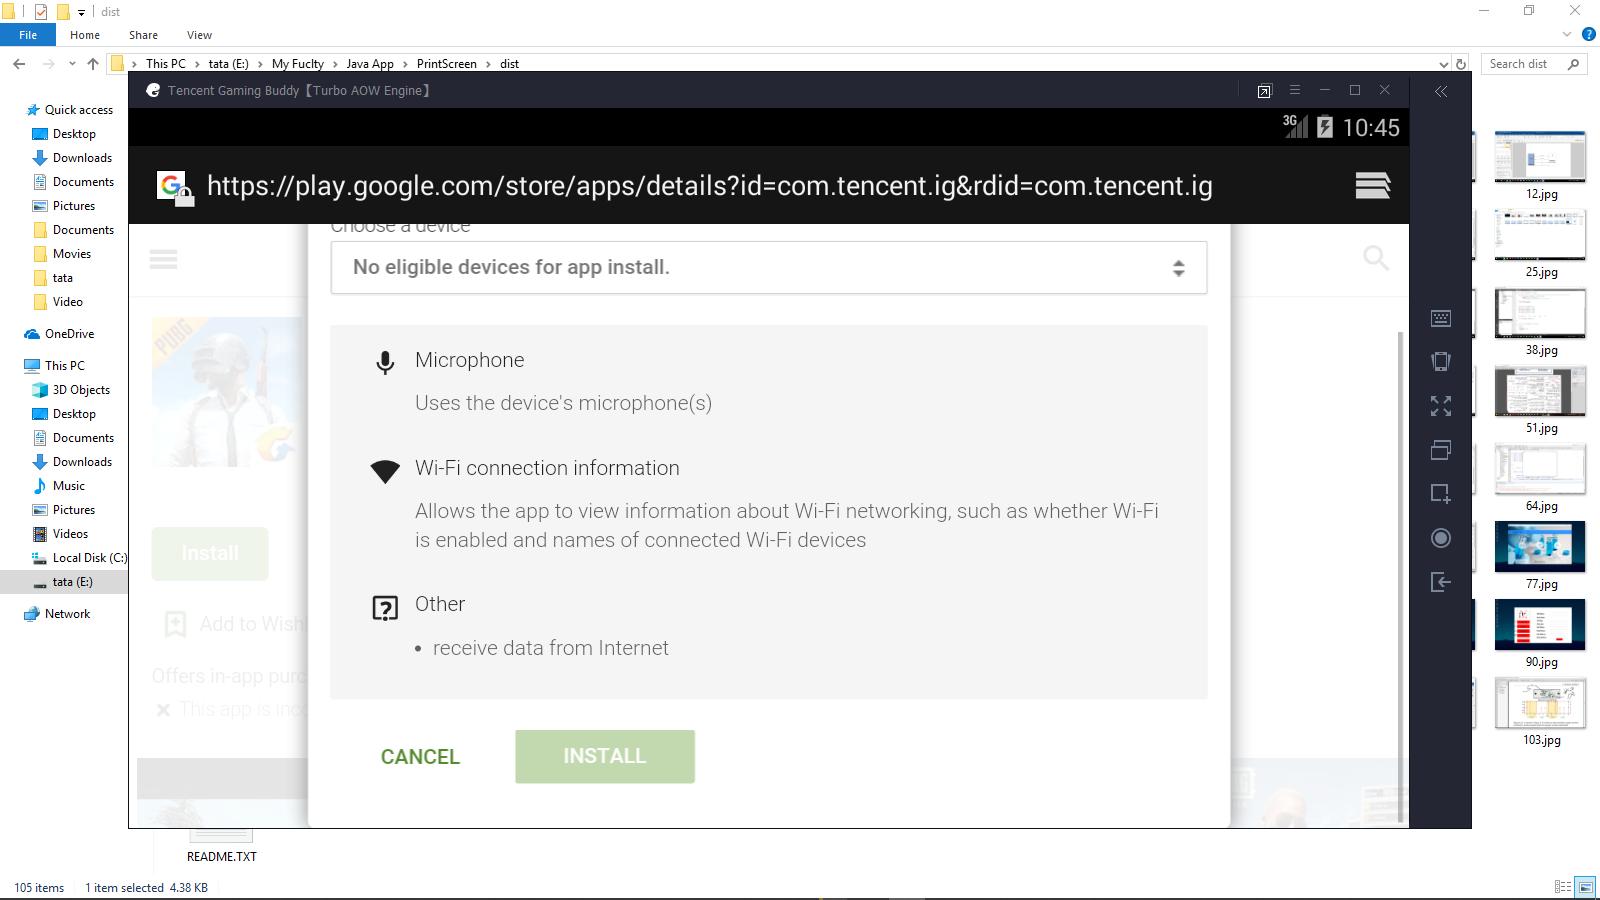 dist
File
Home
Share
View
This PC
tata (E:)
My Fuclty
Java App
PrintScreen
dist
Search dist
Quick access
Desktop
Downloads
Documents
Pictures
Documents
Movies
tata
Video
OneDrive
This PC
3D Objects
Desktop
Documents
Downloads
Music
Pictures
Videos
Local Disk (C:)
tata (E:)
Network
Tencent Gaming Buddy【Turbo AOW Engine】
3G
10:45
https://play.google.com/store/apps/details?id=com.tencent.ig&rdid=com.tencent.ig
Choose a device
No eligible devices for app install.
Microphone
Uses the device's microphone(s)
Wi-Fi connection information
Allows the app to view information about Wi-Fi networking, such as whether Wi-Fi
is enabled and names of connected Wi-Fi devices
Other
• receive data from Internet
CANCEL
INSTALL
PUBG
Install
Add to Wishl
Offers in-app purc
This app is inco
12.jpg
25.jpg
38.jpg
51.jpg
64.jpg
77.jpg
90.jpg
103.jpg
README.TXT
105 items
1 item selected 4.38 KB